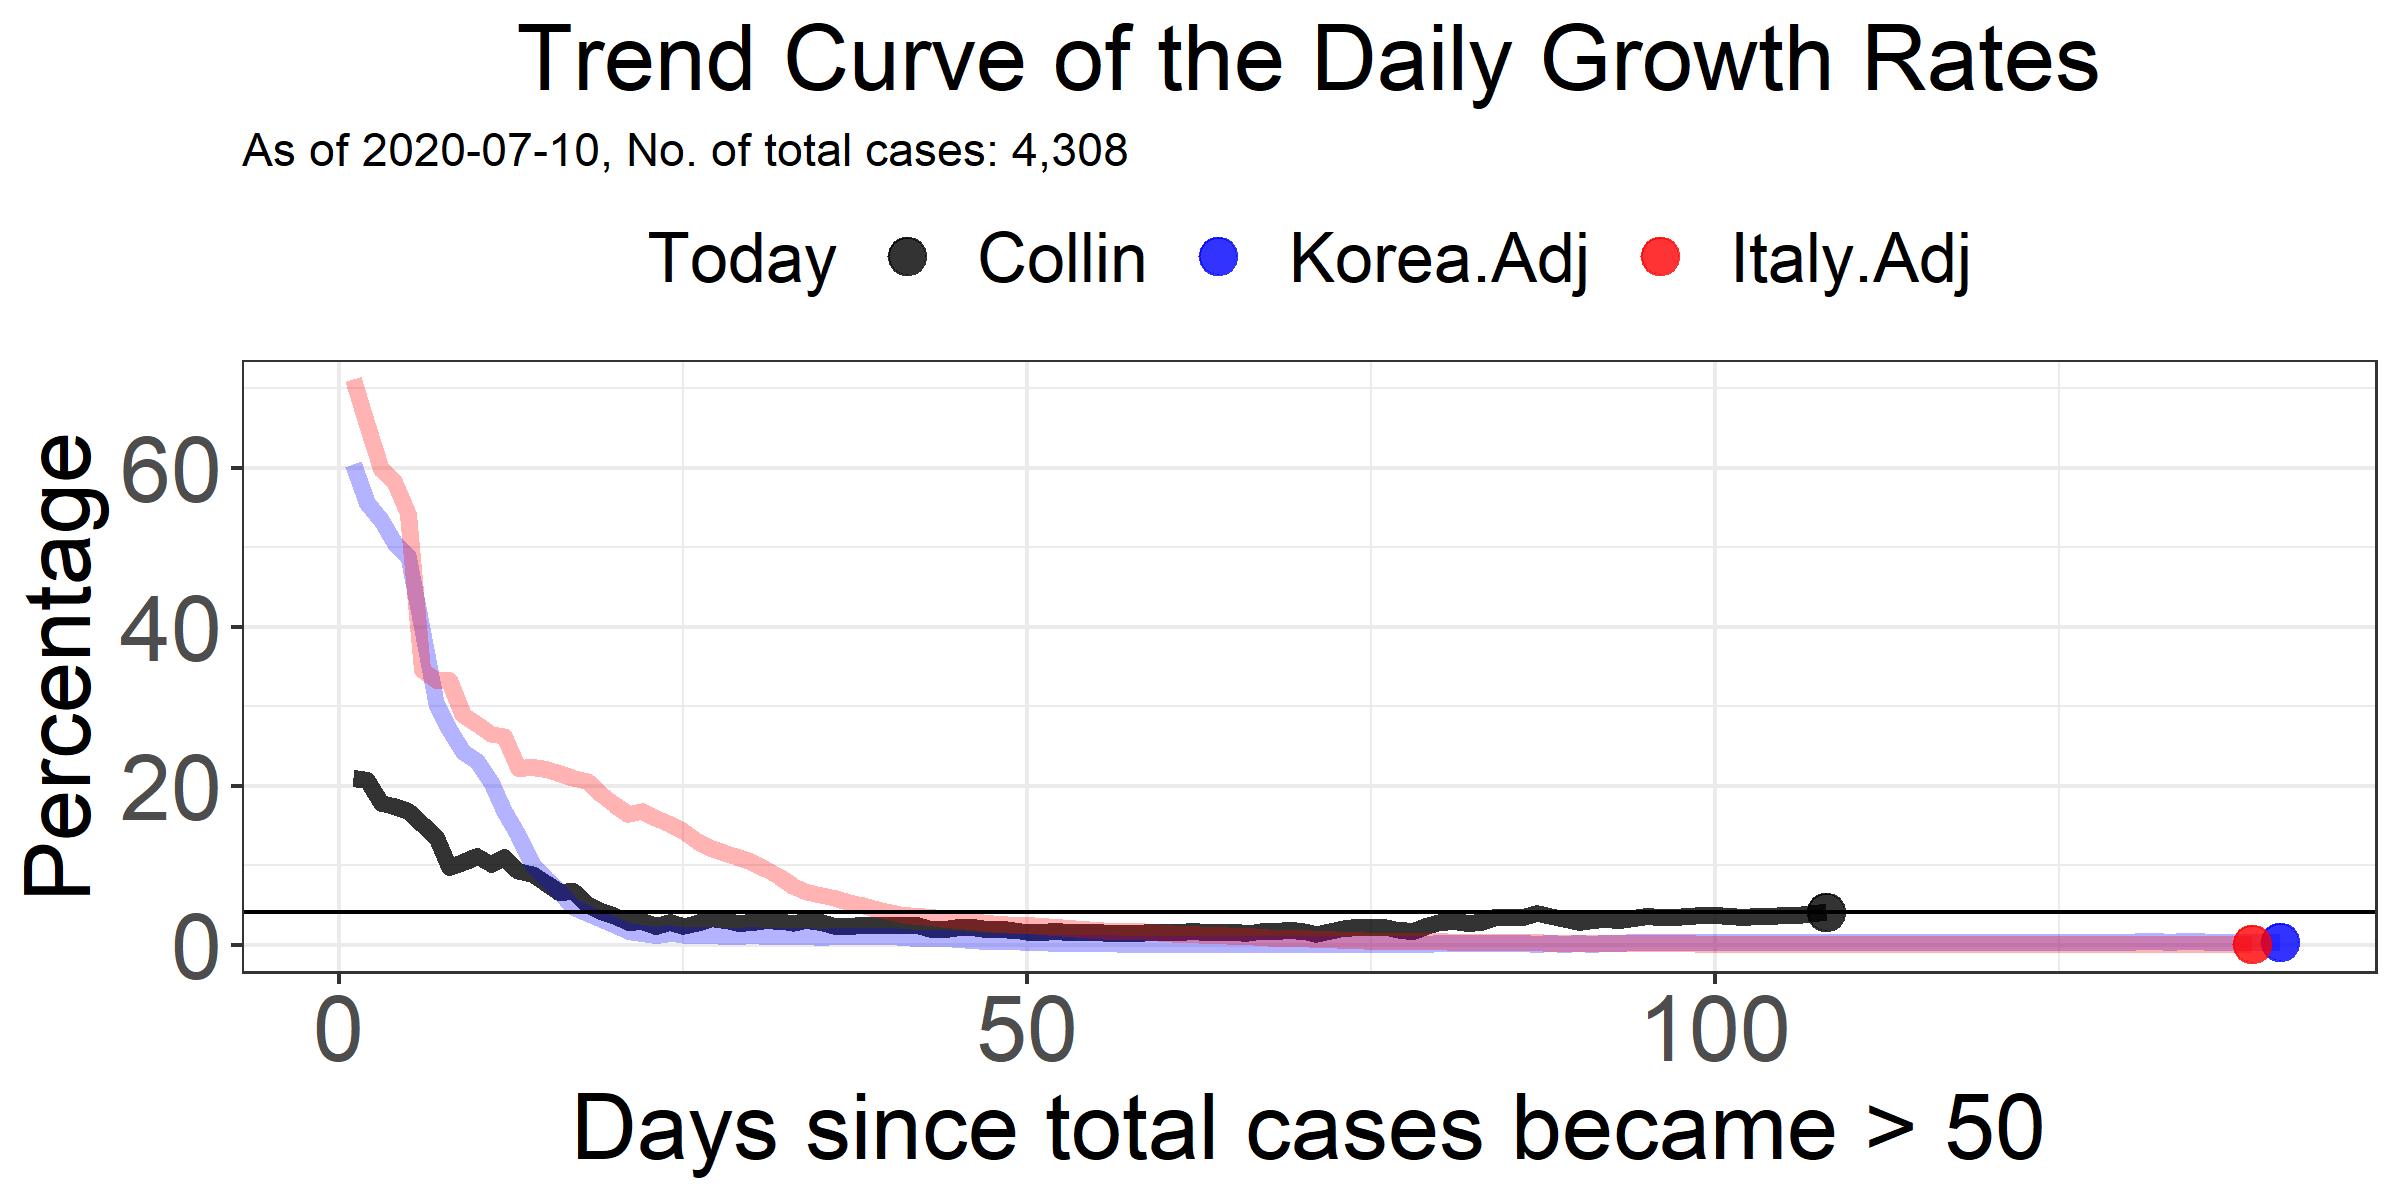 Trend Curve of the Daily Growth Rates
As of 2020-07-10, No. of total cases: 4,308
Today Collin Korea.Adj Italy.Adj
Percentage
60
40
20
0
0 50 100
Days since total cases became > 50